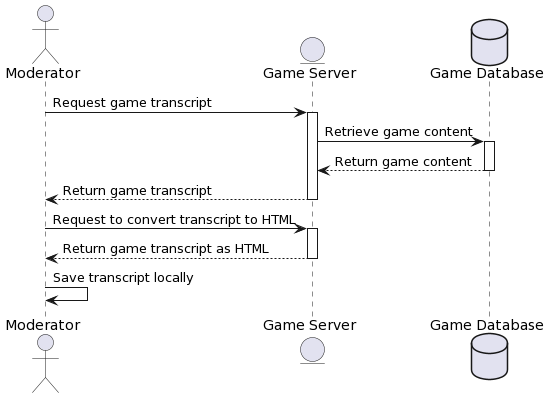 Moderator
Game Server
Game Database
Request game transcript
Retrieve game content
Return game content
Return game transcript
Request to convert transcript to HTML
Return game transcript as HTML
Save transcript locally
Moderator
Game Server
Game Database